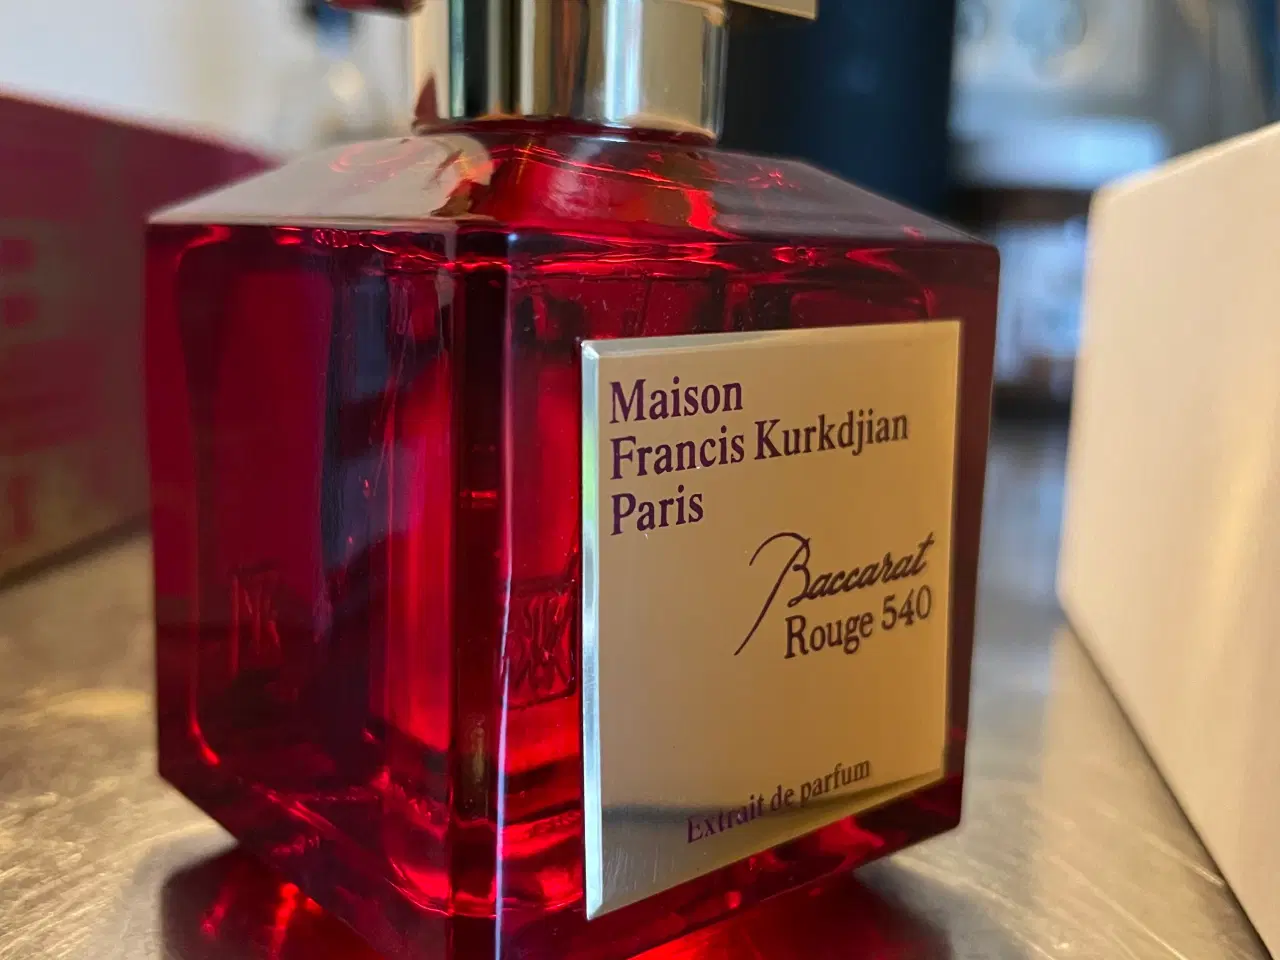 Maison
Francis Kurkdjian
Paris
Baccarat
Rouge 540
Extrait de parfum